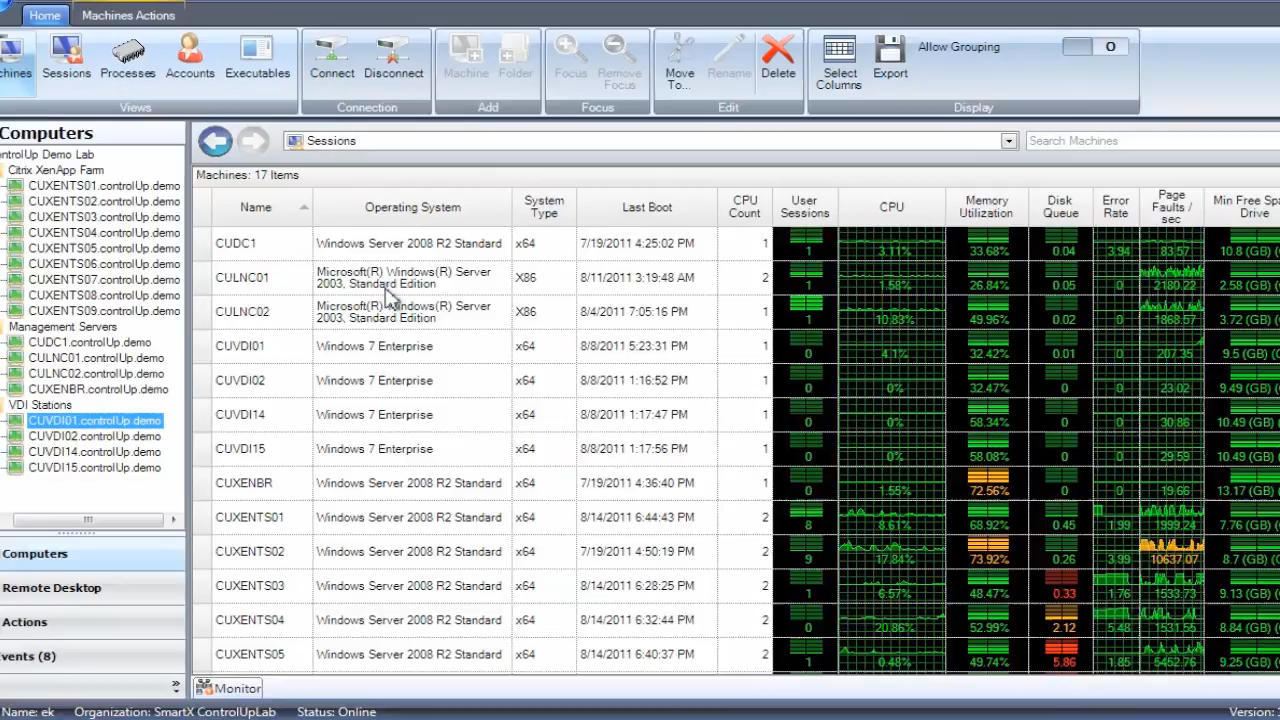 Home Machines Actions
chines Sessions Processes Accounts Executables Connect Disconnect Machine Folder Focus Remove Focus Move To... Rename Delete Select Columns Export Allow Grouping O
Views Connection Add Focus Edit Display
Computers
ontrolUp Demo Lab
Citrix XenApp Farm
CUXENTS01.controlUp.demo
CUXENTS02.controlUp.demo
CUXENTS03.controlUp.demo
CUXENTS04.controlUp.demo
CUXENTS05.controlUp.demo
CUXENTS06.controlUp.demo
CUXENTS07.controlUp.demo
CUXENTS08.controlUp.demo
CUXENTS09.controlUp.demo
Management Servers
CUDC1.controlUp.demo
CULNC01.controlUp.demo
CULNC02.controlUp.demo
CUXENBR.controlUp.demo
VDI Stations
CUVDI01.controlUp.demo
CUVDI02.controlUp.demo
CUVDI14.controlUp.demo
CUVDI15.controlUp.demo
Computers
Remote Desktop
Actions
vents (8)
Sessions Search Machines
Machines: 17 Items
Name Operating System System Type Last Boot CPU Count User Sessions CPU Memory Utilization Disk Queue Error Rate Page Faults / sec Min Free Spa Drive
CUDC1 Windows Server 2008 R2 Standard x64 7/19/2011 4:25:02 PM 1 1 3.11% 33.68% 0.04 3.94 83.57 10.8 (GB) (
CULNC01 Microsoft(R) Windows(R) Server 2003, Standard Edition X86 8/11/2011 3:19:48 AM 2 1 1.58% 26.84% 0.05 0 2180.22 2.58 (GB) (
CULNC02 Microsoft(R) Windows(R) Server 2003, Standard Edition X86 8/4/2011 7:05:16 PM 1 1 10.83% 49.96% 0.02 0 1868.57 3.72 (GB) (
CUVDI01 Windows 7 Enterprise x64 8/8/2011 5:23:31 PM 1 0 4.1% 32.42% 0.01 0 207.35 9.5 (GB) (
CUVDI02 Windows 7 Enterprise x64 8/8/2011 1:16:52 PM 1 0 0% 32.47% 0 0 23.02 9.49 (GB) (
CUVDI14 Windows 7 Enterprise x64 8/8/2011 1:17:47 PM 1 0 0% 58.34% 0 0 30.86 10.49 (GB) (
CUVDI15 Windows 7 Enterprise x64 8/8/2011 1:17:56 PM 1 0 0% 58.08% 0 0 29.59 10.49 (GB) (
CUXENBR Windows Server 2008 R2 Standard x64 7/19/2011 4:36:40 PM 1 0 1.55% 72.56% 0 0 19.66 13.17 (GB) (
CUXENTS01 Windows Server 2008 R2 Standard x64 8/14/2011 6:44:43 PM 2 8 8.61% 68.92% 0.45 1.99 1999.24 7.76 (GB) (
CUXENTS02 Windows Server 2008 R2 Standard x64 7/19/2011 4:50:19 PM 2 9 17.84% 73.92% 0.26 3.99 10637.07 8.7 (GB) (
CUXENTS03 Windows Server 2008 R2 Standard x64 8/14/2011 6:28:25 PM 2 1 6.57% 48.47% 0.33 1.76 1533.73 9.13 (GB) (
CUXENTS04 Windows Server 2008 R2 Standard x64 8/14/2011 6:32:44 PM 2 0 20.86% 52.99% 2.12 5.48 1531.55 8.84 (GB) (
CUXENTS05 Windows Server 2008 R2 Standard x64 8/14/2011 6:40:37 PM 2 1 0.48% 49.74% 5.86 1.85 5452.76 9.25 (GB) (
Monitor
Name: ek Organization: SmartX ControlUpLab Status: Online Version: